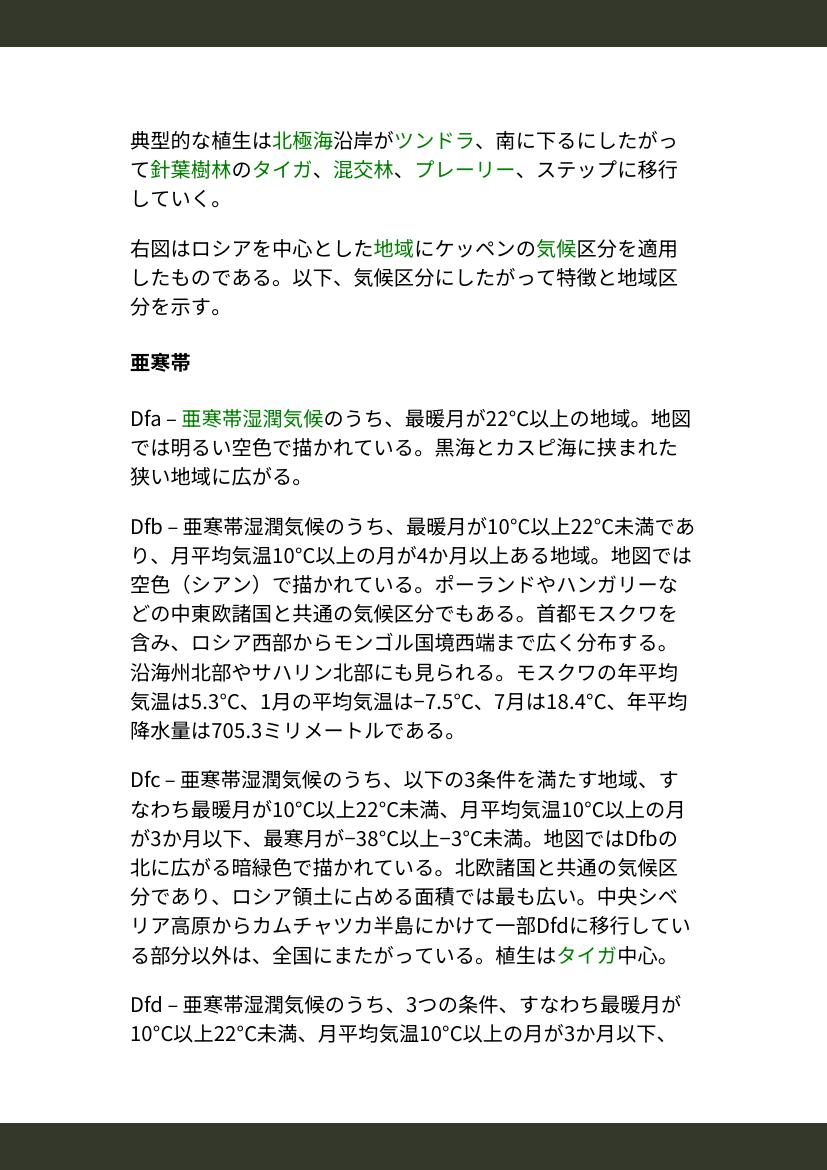 典型的な植生は北極海沿岸がツンドラ、南に下るにしたがっ
て針葉樹林のタイガ、混交林、プレーリー、ステップに移行
していく。
右図はロシアを中心とした地域にケッペンの気候区分を適用
したものである。以下、気候区分にしたがって特徴と地域区
分を示す。
亜寒帯
Dfa – 亜寒帯湿潤気候のうち、最暖月が22°C以上の地域。地図
では明るい空色で描かれている。黒海とカスピ海に挟まれた
狭い地域に広がる。
Dfb – 亜寒帯湿潤気候のうち、最暖月が10°C以上22°C未満であ
り、月平均気温10°C以上の月が4か月以上ある地域。地図では
空色（シアン）で描かれている。ポーランドやハンガリーな
どの中東欧諸国と共通の気候区分でもある。首都モスクワを
含み、ロシア西部からモンゴル国境西端まで広く分布する。
沿海州北部やサハリン北部にも見られる。モスクワの年平均
気温は5.3°C、1月の平均気温は−7.5°C、7月は18.4°C、年平均
降水量は705.3ミリメートルである。
Dfc – 亜寒帯湿潤気候のうち、以下の3条件を満たす地域、す
なわち最暖月が10°C以上22°C未満、月平均気温10°C以上の月
が3か月以下、最寒月が−38°C以上−3°C未満。地図ではDfbの
北に広がる暗緑色で描かれている。北欧諸国と共通の気候区
分であり、ロシア領土に占める面積では最も広い。中央シベ
リア高原からカムチャツカ半島にかけて一部Dfdに移行してい
る部分以外は、全国にまたがっている。植生はタイガ中心。
Dfd – 亜寒帯湿潤気候のうち、3つの条件、すなわち最暖月が
10°C以上22°C未満、月平均気温10°C以上の月が3か月以下、